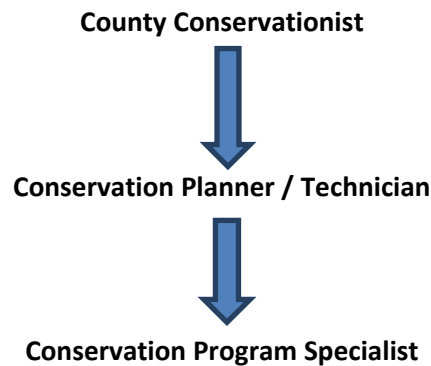 County Conservationist
Conservation Planner / Technician
Conservation Program Specialist